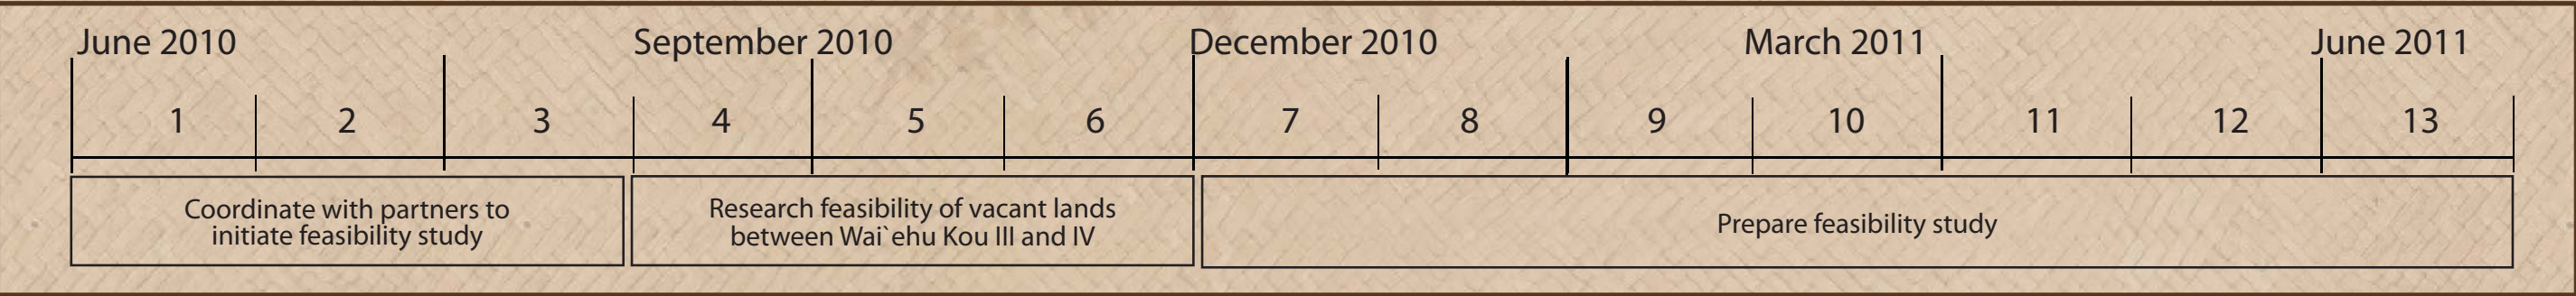 June 2010 September 2010 December 2010 March 2011 June 2011
1 2 3 4 5 6 7 8 9 10 11 12 13
Coordinate with partners to
initiate feasibility study
Research feasibility of vacant lands
between Wai`ehu Kou III and IV
Prepare feasibility study